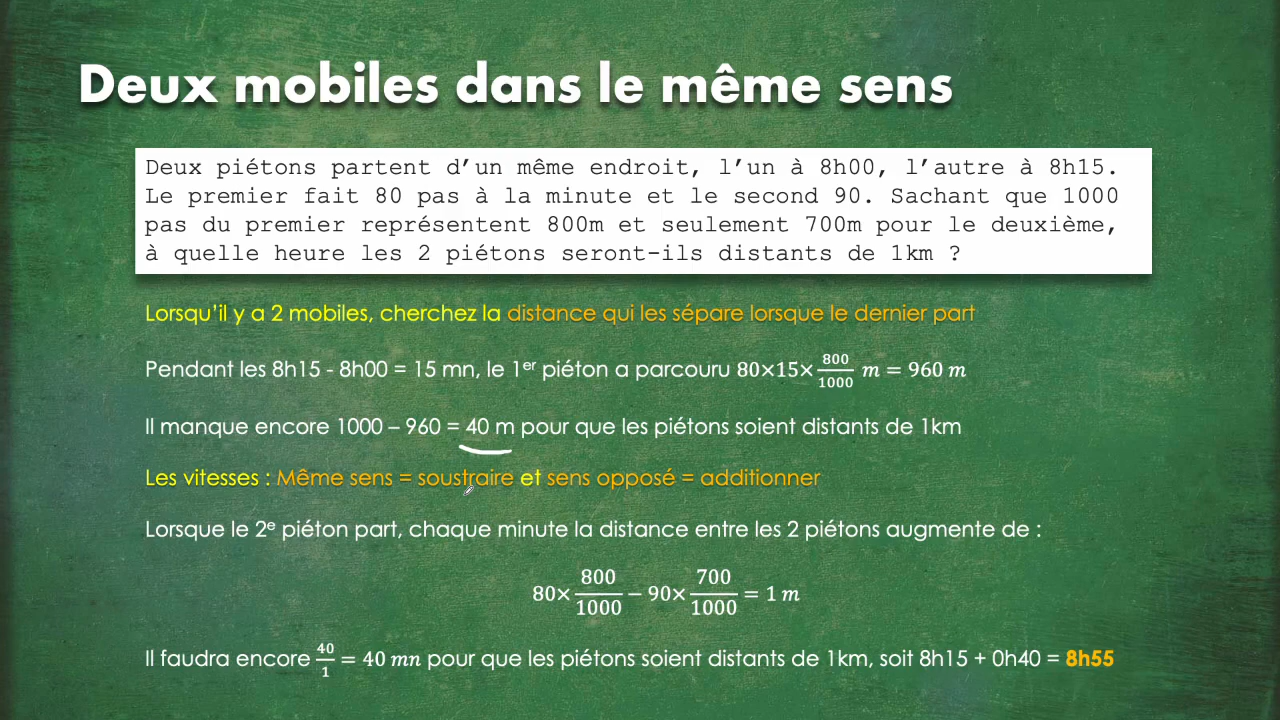 Deux mobiles dans le même sens
Deux piétons partent d’un même endroit, l’un à 8h00, l’autre à 8h15.
Le premier fait 80 pas à la minute et le second 90. Sachant que 1000
pas du premier représentent 800m et seulement 700m pour le deuxième,
à quelle heure les 2 piétons seront-ils distants de 1km ?
Lorsqu’il y a 2 mobiles, cherchez la distance qui les sépare lorsque le dernier part
Pendant les 8h15 - 8h00 = 15 mn, le 1er piéton a parcouru 80×15×800/1000 m = 960 m
Il manque encore 1000 – 960 = 40 m pour que les piétons soient distants de 1km
Les vitesses : Même sens = soustraire et sens opposé = additionner
Lorsque le 2e piéton part, chaque minute la distance entre les 2 piétons augmente de :
80×800/1000 − 90×700/1000 = 1 m
Il faudra encore 40/1 = 40 mn pour que les piétons soient distants de 1km, soit 8h15 + 0h40 = 8h55